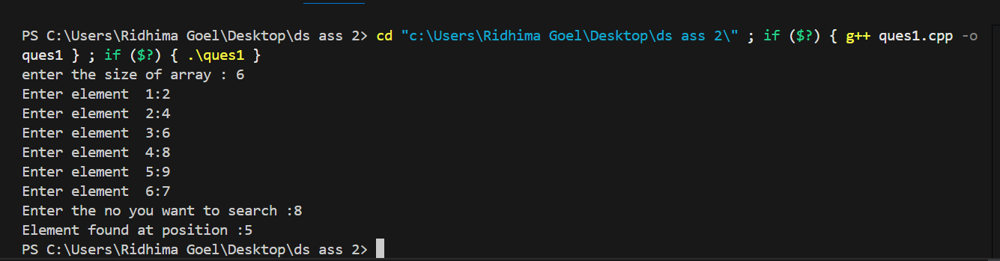 PS C:\Users\Ridhima Goel\Desktop\ds ass 2> cd "c:\Users\Ridhima Goel\Desktop\ds ass 2\" ; if ($?) { g++ ques1.cpp -o
ques1 } ; if ($?) { .\ques1 }
enter the size of array : 6
Enter element  1:2
Enter element  2:4
Enter element  3:6
Enter element  4:8
Enter element  5:9
Enter element  6:7
Enter the no you want to search :8
Element found at position :5
PS C:\Users\Ridhima Goel\Desktop\ds ass 2>